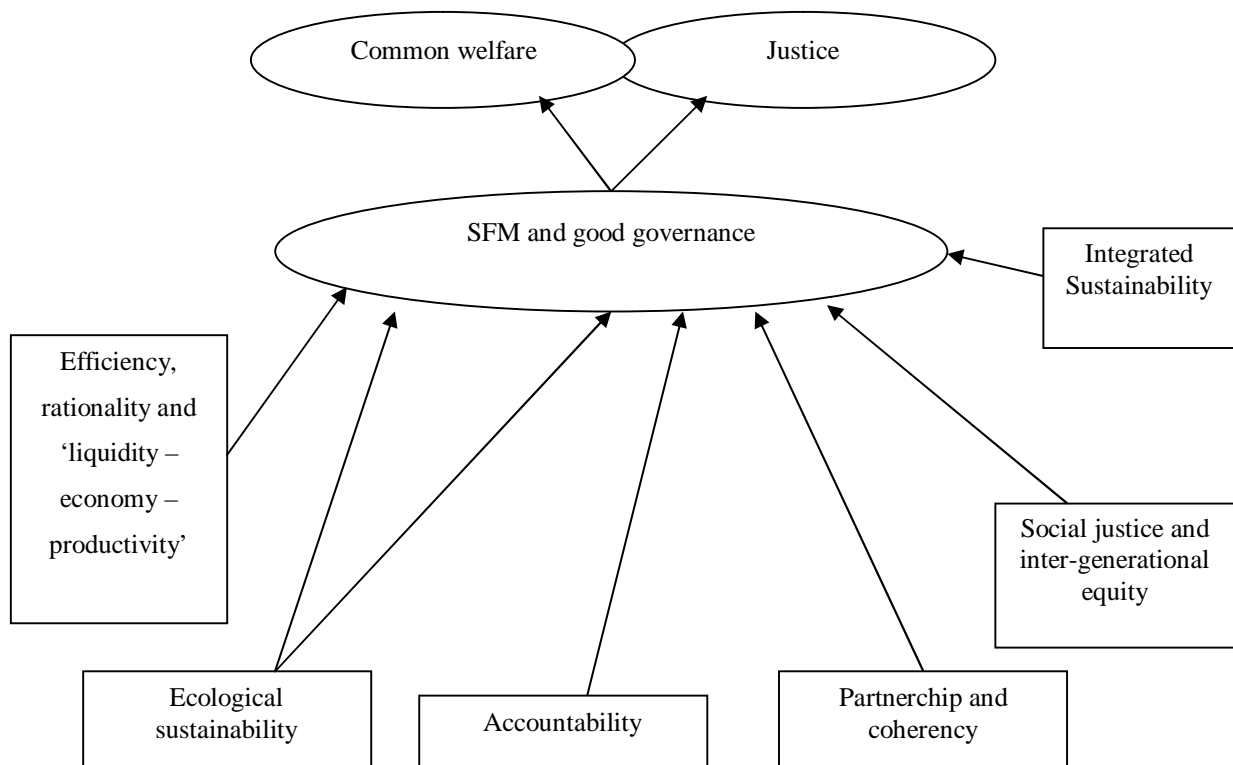 Common welfare
Justice
SFM and good governance
Integrated
Sustainability
Efficiency,
rationality and
‘liquidity –
economy –
productivity’
Social justice and
inter-generational
equity
Ecological
sustainability
Accountability
Partnerchip and
coherency